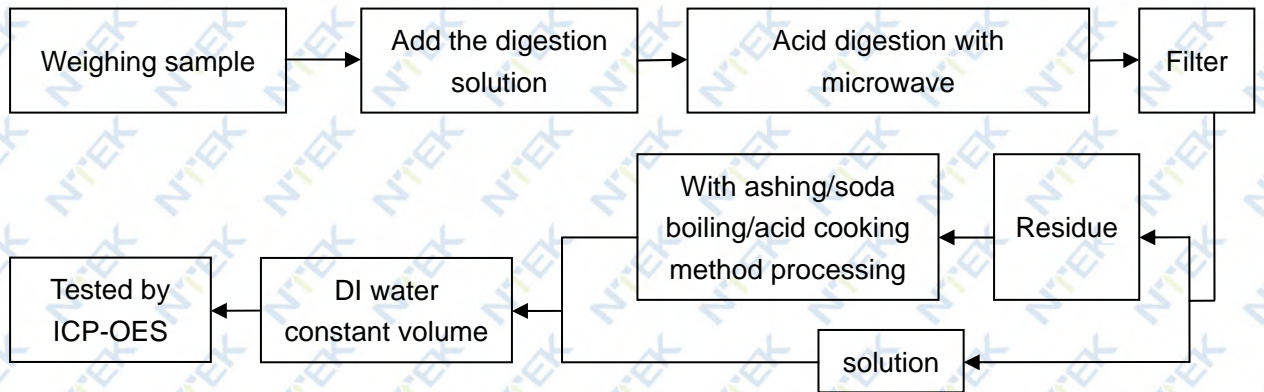 Weighing sample
Add the digestion
solution
Acid digestion with
microwave
Filter
With ashing/soda
boiling/acid cooking
method processing
Residue
Tested by
ICP-OES
DI water
constant volume
solution
NTEK